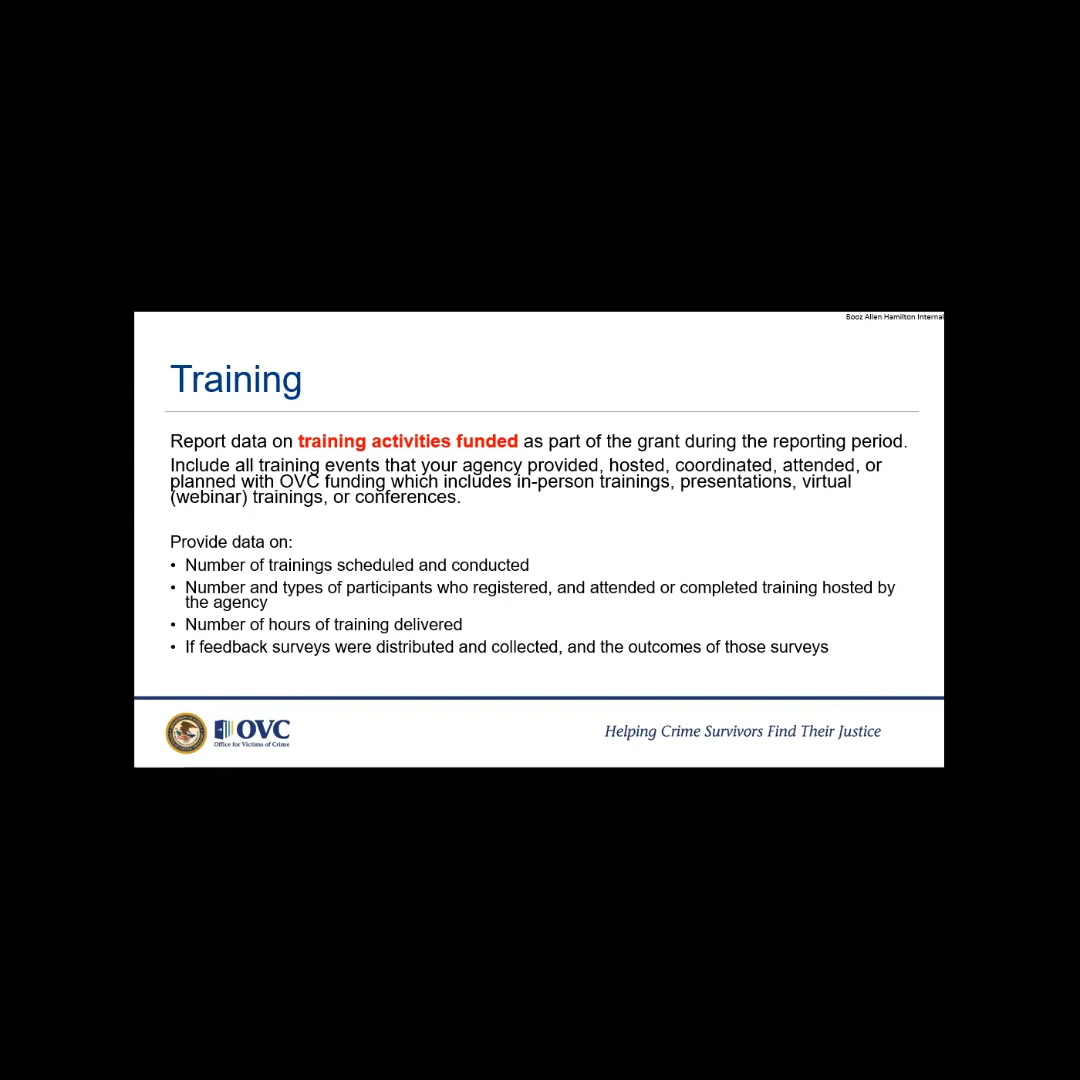 Booz Allen Hamilton Internal
Training
Report data on training activities funded as part of the grant during the reporting period.
Include all training events that your agency provided, hosted, coordinated, attended, or
planned with OVC funding which includes in-person trainings, presentations, virtual
(webinar) trainings, or conferences.
Provide data on:
• Number of trainings scheduled and conducted
• Number and types of participants who registered, and attended or completed training hosted by
the agency
• Number of hours of training delivered
• If feedback surveys were distributed and collected, and the outcomes of those surveys
OVC
Office for Victims of Crime
Helping Crime Survivors Find Their Justice